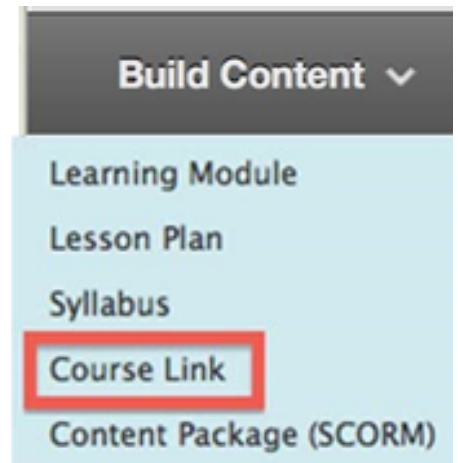 Build Content
Learning Module
Lesson Plan
Syllabus
Course Link
Content Package (SCORM)